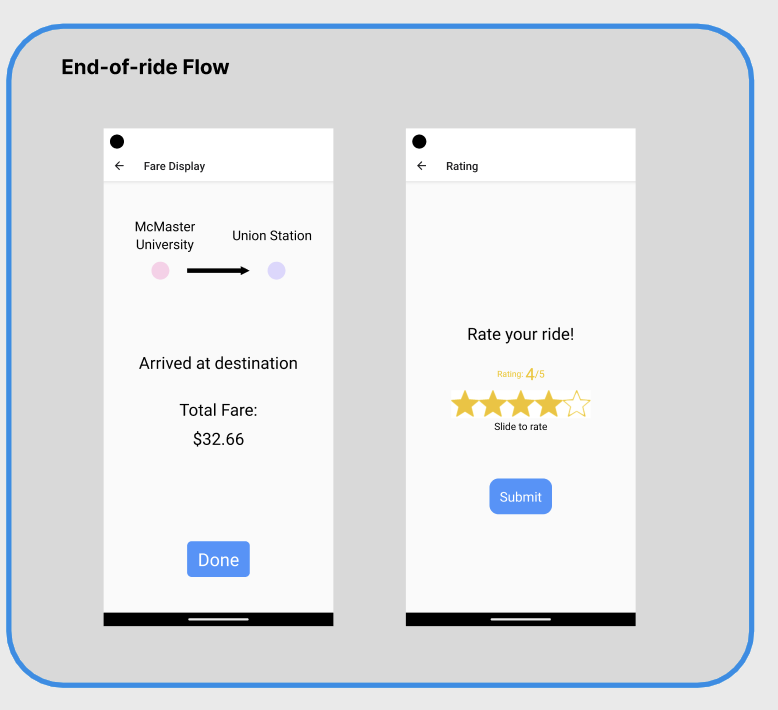 End-of-ride Flow
Fare Display
McMaster
University
Union Station
Arrived at destination
Total Fare:
$32.66
Done
Rating
Rate your ride!
Rating: 4/5
Slide to rate
Submit